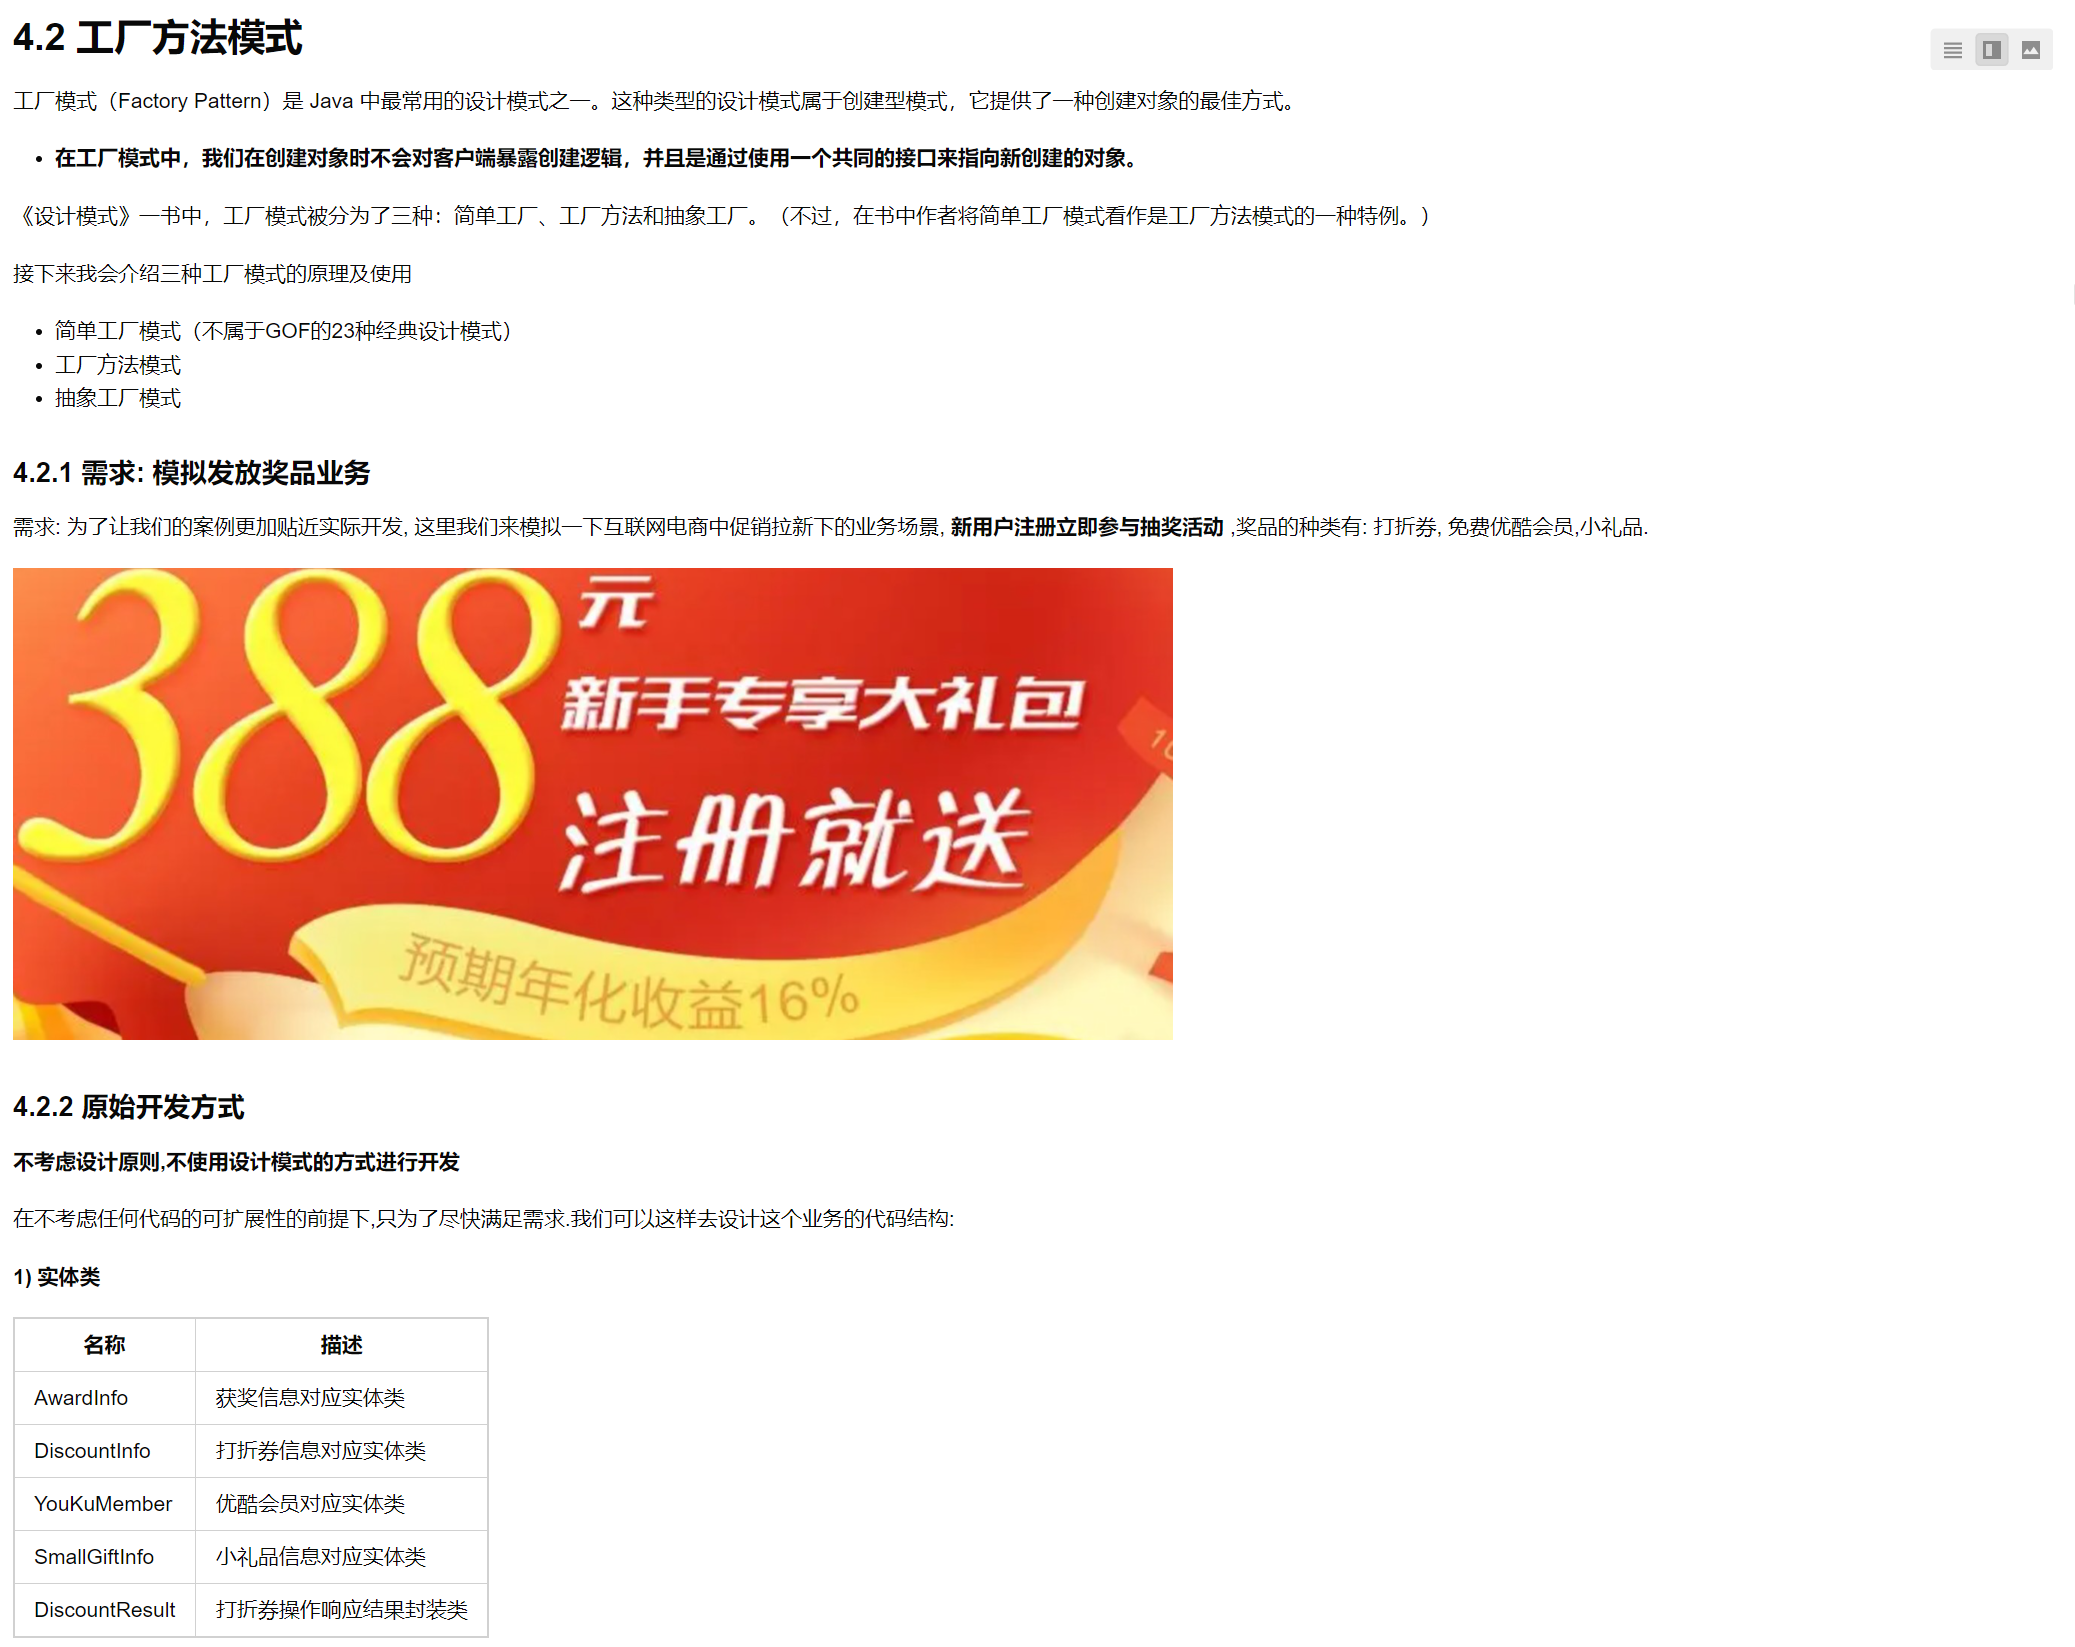 4.2 工厂方法模式
工厂模式（Factory Pattern）是 Java 中最常用的设计模式之一。这种类型的设计模式属于创建型模式，它提供了一种创建对象的最佳方式。
• 在工厂模式中，我们在创建对象时不会对客户端暴露创建逻辑，并且是通过使用一个共同的接口来指向新创建的对象。
《设计模式》一书中，工厂模式被分为了三种：简单工厂、工厂方法和抽象工厂。（不过，在书中作者将简单工厂模式看作是工厂方法模式的一种特例。）
接下来我会介绍三种工厂模式的原理及使用
• 简单工厂模式（不属于GOF的23种经典设计模式）
• 工厂方法模式
• 抽象工厂模式
4.2.1 需求: 模拟发放奖品业务
需求: 为了让我们的案例更加贴近实际开发, 这里我们来模拟一下互联网电商中促销拉新下的业务场景, 新用户注册立即参与抽奖活动 ,奖品的种类有: 打折券, 免费优酷会员,小礼品.
388元
新手专享大礼包
注册就送
10
预期年化收益16%
4.2.2 原始开发方式
不考虑设计原则,不使用设计模式的方式进行开发
在不考虑任何代码的可扩展性的前提下,只为了尽快满足需求.我们可以这样去设计这个业务的代码结构:
1) 实体类
名称 描述
AwardInfo 获奖信息对应实体类
DiscountInfo 打折券信息对应实体类
YouKuMember 优酷会员对应实体类
SmallGiftInfo 小礼品信息对应实体类
DiscountResult 打折券操作响应结果封装类